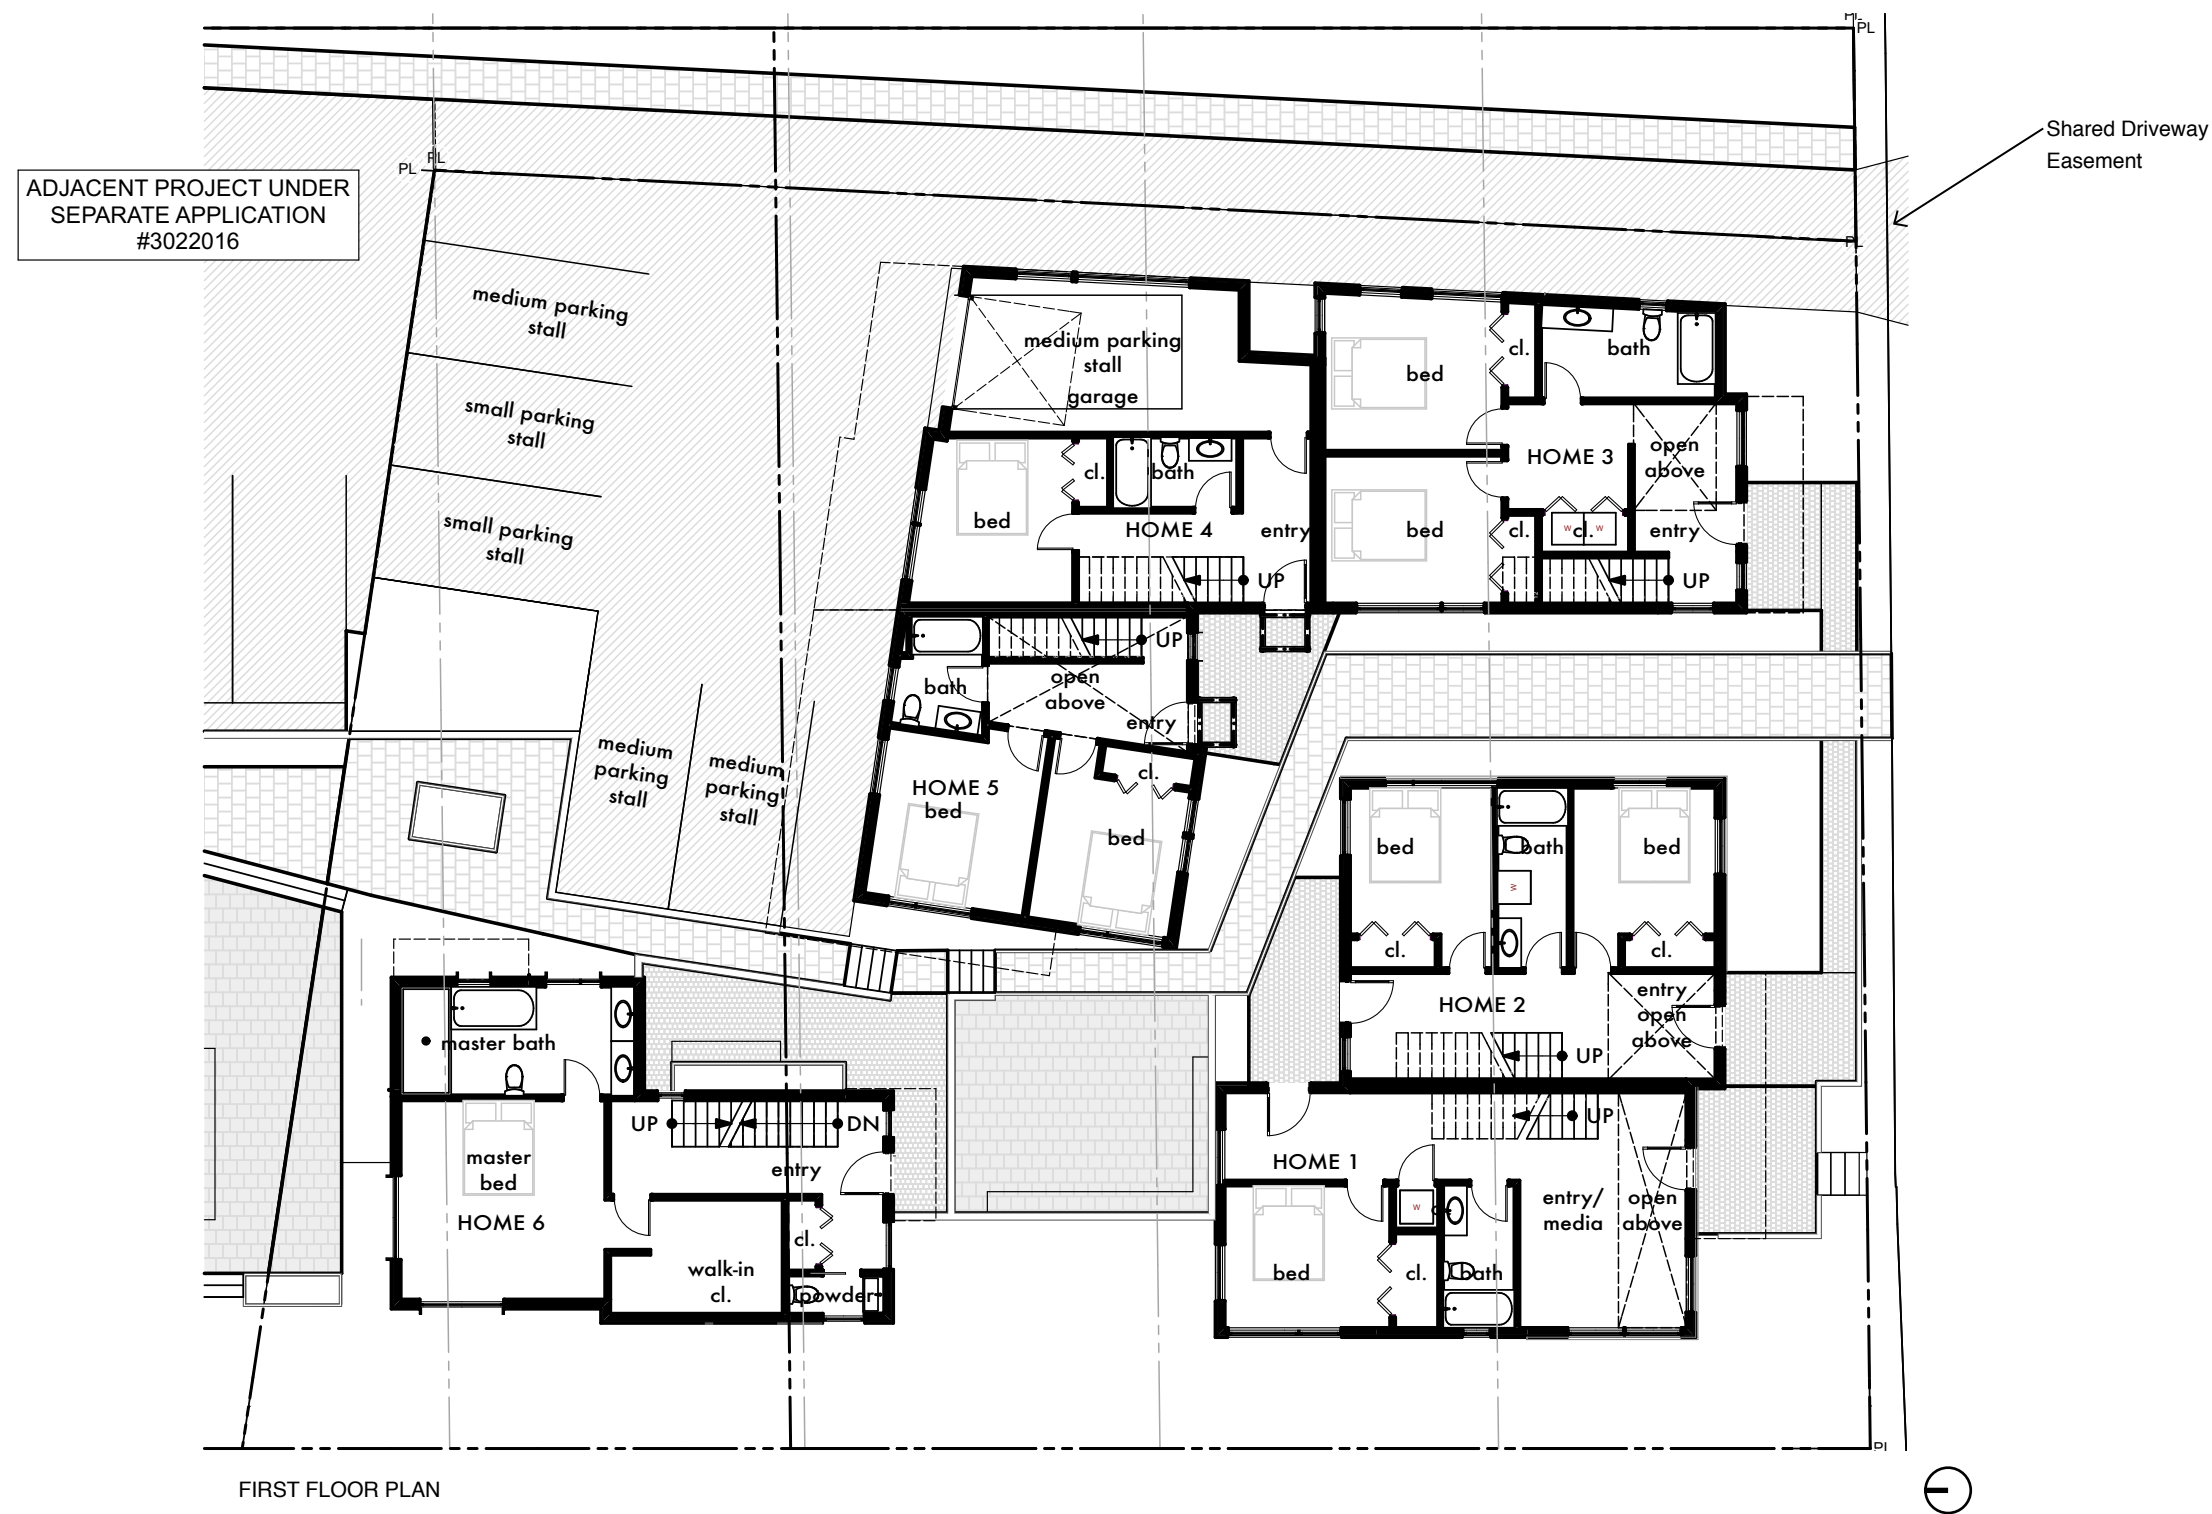 PL
PL
Shared Driveway
Easement
PL
PL
ADJACENT PROJECT UNDER
SEPARATE APPLICATION
#3022016
PL
medium parking
stall
small parking
stall
small parking
stall
medium
parking
stall
medium
parking
stall
medium parking
stall
garage
bed
cl.
bath
HOME 4
entry
UP
bed
cl.
bath
HOME 3
open
above
bed
cl.
w
cl.
w
entry
UP
UP
bath
open
above
entry
HOME 5
bed
cl.
bed
bed
bath
bed
w
cl.
cl.
HOME 2
entry
open
above
UP
master bath
master
bed
HOME 6
UP
DN
entry
walk-in
cl.
cl.
powder
UP
HOME 1
entry/
media
open
above
w
bed
cl.
bath
PL
FIRST FLOOR PLAN